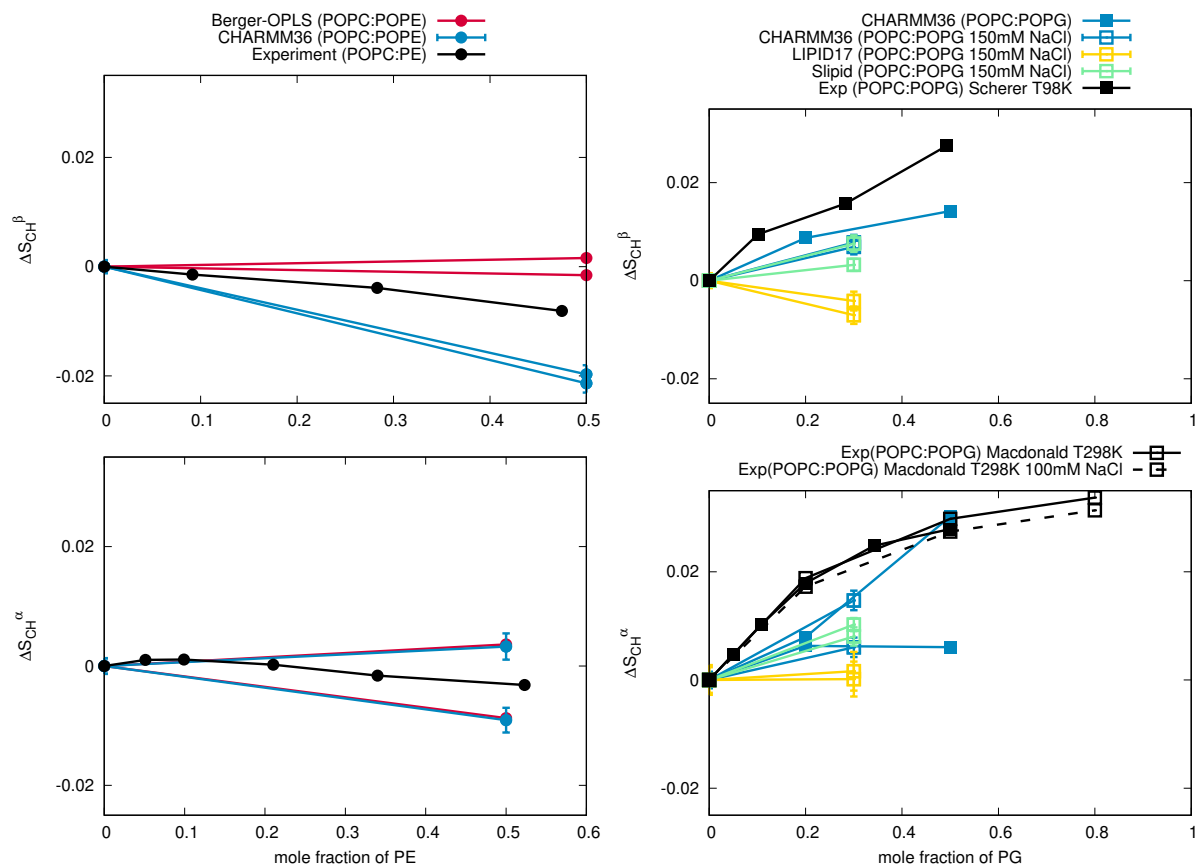 Berger-OPLS (POPC:POPE)
CHARMM36 (POPC:POPE)
Experiment (POPC:PE)
0.02
0
-0.02
ΔS_CH^β
0
0.1
0.2
0.3
0.4
0.5
CHARMM36 (POPC:POPG)
CHARMM36 (POPC:POPG 150mM NaCl)
LIPID17 (POPC:POPG 150mM NaCl)
Slipid (POPC:POPG 150mM NaCl)
Exp (POPC:POPG) Scherer T98K
0.02
0
-0.02
ΔS_CH^β
0
0.2
0.4
0.6
0.8
1
0.02
0
-0.02
ΔS_CH^α
0
0.1
0.2
0.3
0.4
0.5
0.6
mole fraction of PE
Exp(POPC:POPG) Macdonald T298K
Exp(POPC:POPG) Macdonald T298K 100mM NaCl
0.02
0
-0.02
ΔS_CH^α
0
0.2
0.4
0.6
0.8
1
mole fraction of PG